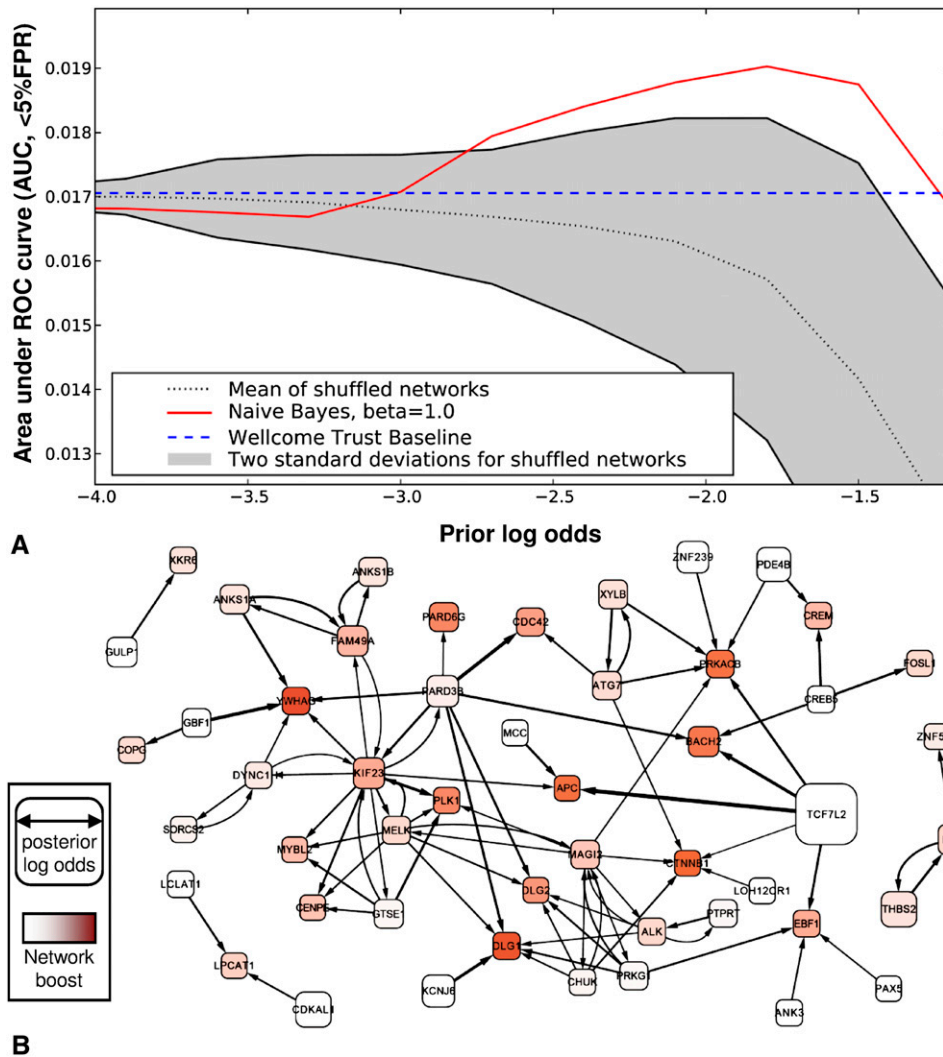 Area under ROC curve (AUC, <5%FPR)
0.019
0.018
0.017
0.016
0.015
0.014
0.013
Mean of shuffled networks
Naive Bayes, beta=1.0
Wellcome Trust Baseline
Two standard deviations for shuffled networks
−4.0
−3.5
−3.0
−2.5
−2.0
−1.5
Prior log odds
A
XKR6
ANKS1B
ZNF239
PDE4B
ANKS1A
XYLB
PARD6G
CDC42
CREM
FAM49A
GULP1
PRKACB
FOSL1
ATG7
PARD3B
CREB5
YWHAG
GBF1
MCC
BACH2
COPG
DYNC1I
KIF23
APC
PLK1
TCF7L2
SORCS2
MELK
MYBL2
MAGI3
CTNNB1
posterior
log odds
LCLAT1
DLG2
LOH12CR1
CENPE
GTSE1
PTPRT
THBS2
EBF1
ALK
DLG1
Network
boost
LPCAT1
CHUK
PRKG1
KCNJ6
PAX5
CDKAL1
ANK3
B